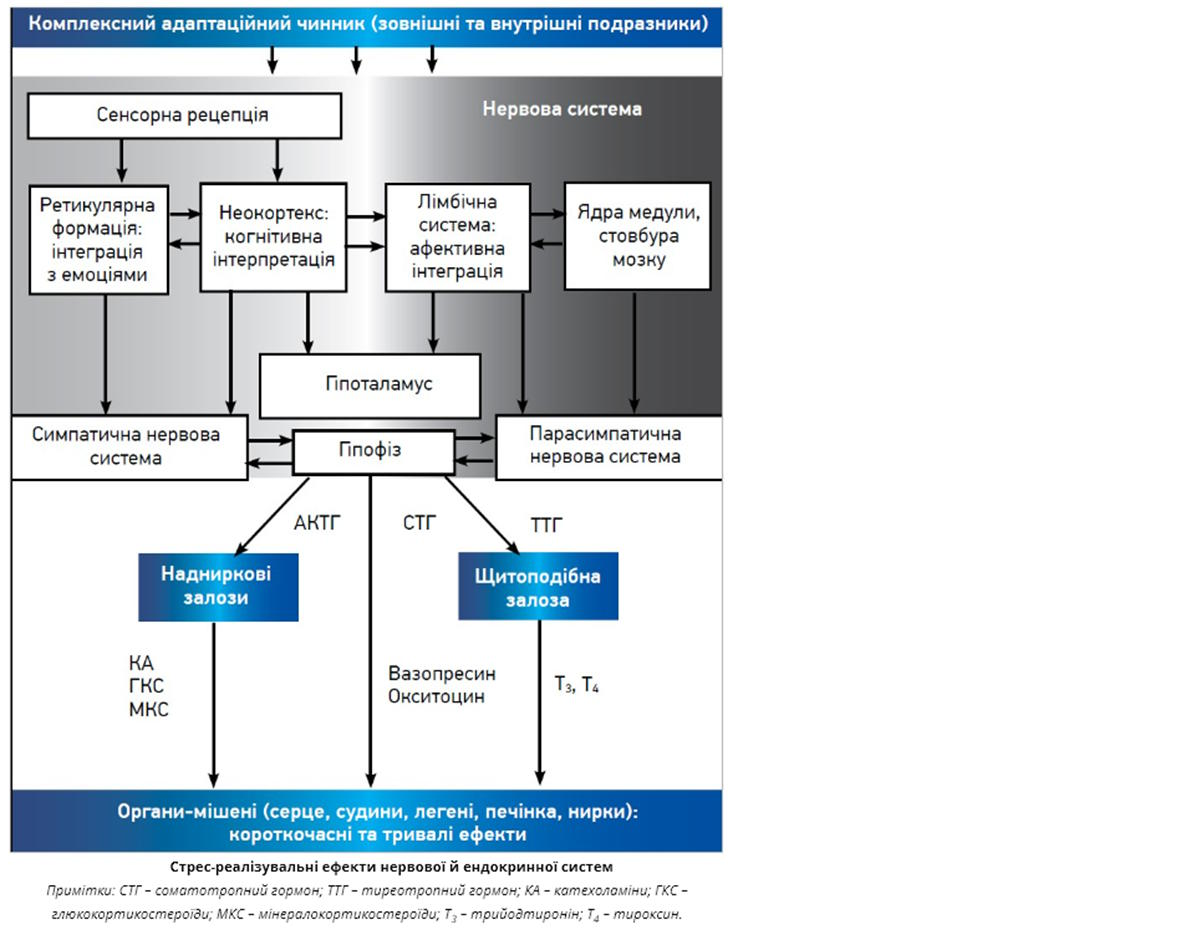 Комплексний адаптаційний чинник (зовнішні та внутрішні подразники)
Нервова система
Сенсорна рецепція
Ретикулярна
формація:
інтеграція
з емоціями
Неокортекс:
когнітивна
інтерпретація
Лімбічна
система:
афективна
інтеграція
Ядра медули,
стовбура
мозку
Гіпоталамус
Симпатична нервова
система
Гіпофіз
Парасимпатична
нервова система
АКТГ
СТГ
ТТГ
Надниркові
залози
Щитоподібна
залоза
КА
ГКС
МКС
Вазопресин
Окситоцин
Т₃, Т₄
Органи-мішені (серце, судини, легені, печінка, нирки):
короткочасні та тривалі ефекти
Стрес-реалізувальні ефекти нервової й ендокринної систем
Примітки: СТГ – соматотропний гормон; ТТГ – тиреотропний гормон; КА – катехоламіни; ГКС –
глюкокортикостероїди; МКС – мінералокортикостероїди; Т₃ – трийодтиронін; Т₄ – тироксин.